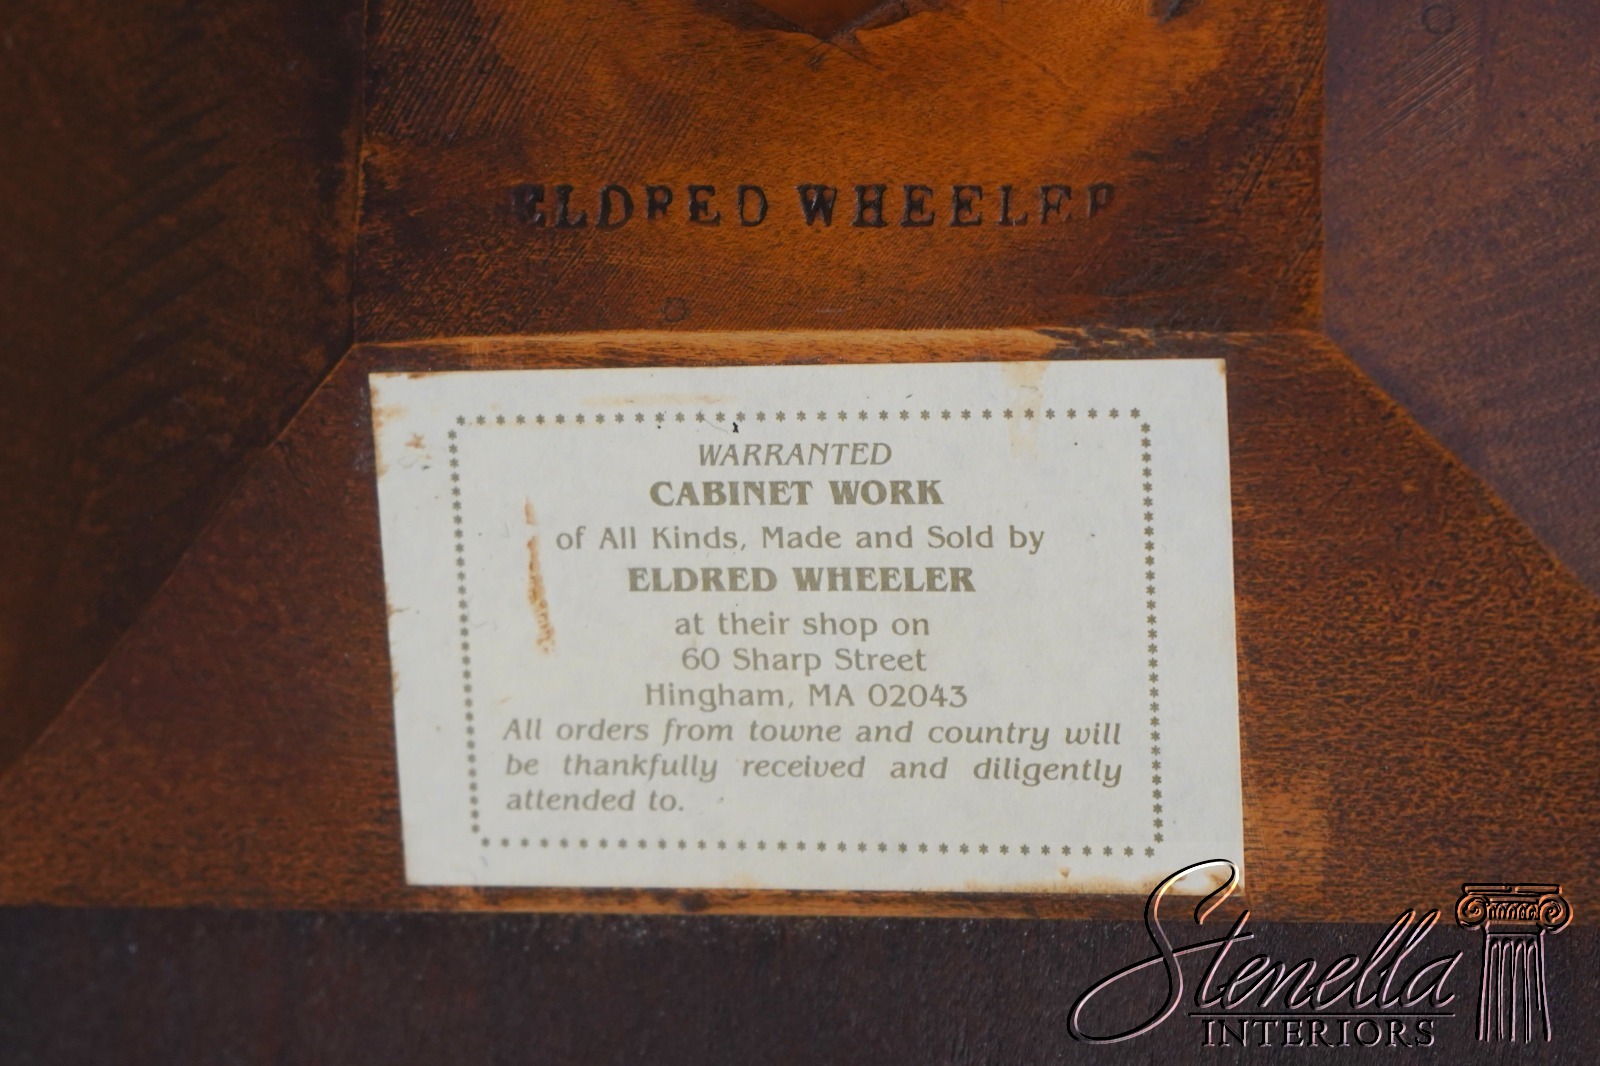 ELDRED WHEELER
WARRANTED
CABINET WORK
of All Kinds, Made and Sold by
ELDRED WHEELER
at their shop on
60 Sharp Street
Hingham, MA 02043
All orders from towne and country will
be thankfully received and diligently
attended to.
Stenella
INTERIORS